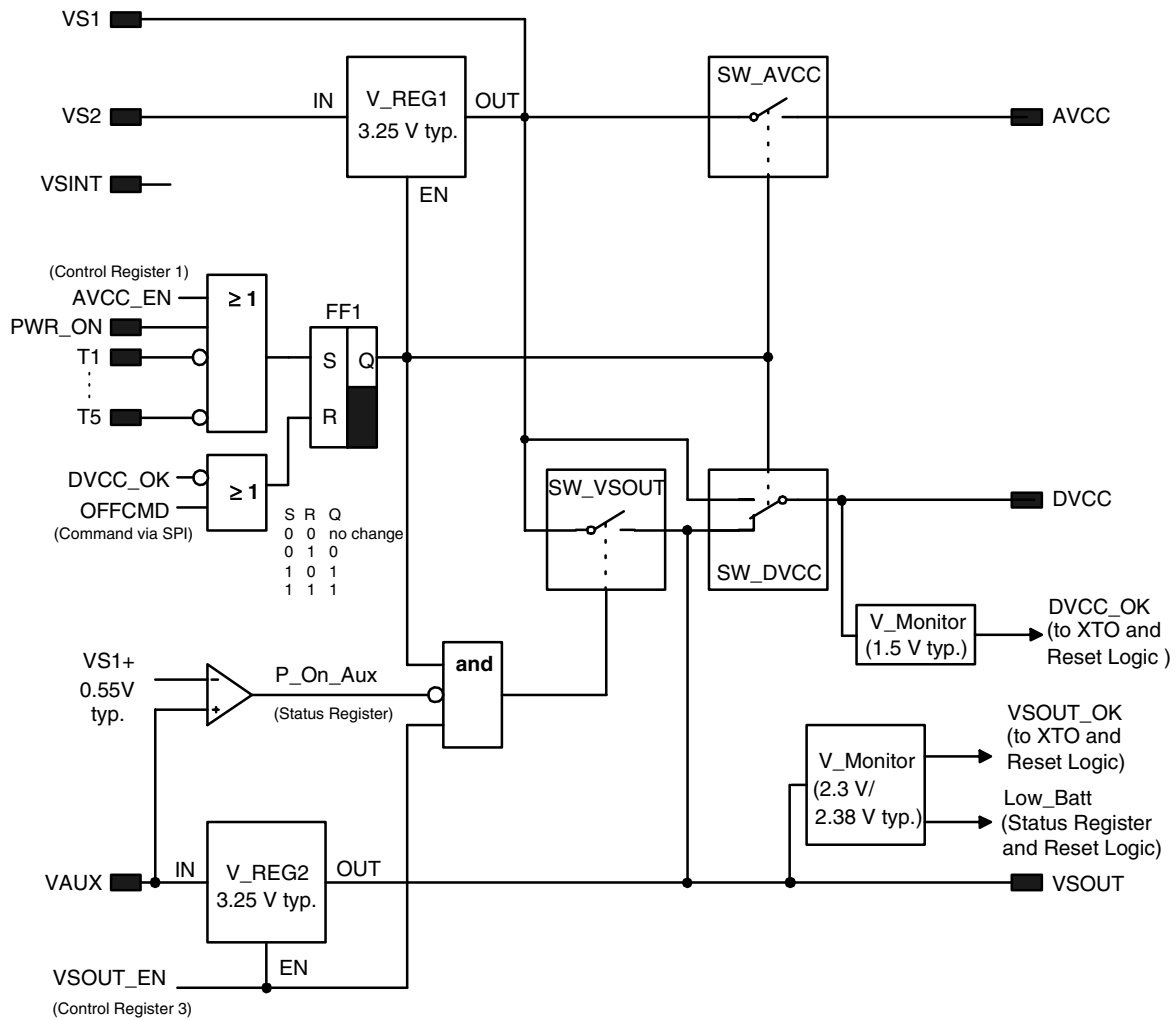 VS1
SW_AVCC
VS2
IN
V_REG1
3.25 V typ.
OUT
AVCC
VSINT
EN
(Control Register 1)
AVCC_EN
≥ 1
PWR_ON
FF1
T1
S
Q
T5
R
DVCC_OK
≥ 1
OFFCMD
(Command via SPI)
SW_VSOUT
DVCC
S R Q
0 0 no change
0 1 0
1 0 1
1 1 1
SW_DVCC
V_Monitor
(1.5 V typ.)
DVCC_OK
(to XTO and
Reset Logic )
VS1+
0.55V
typ.
−
+
P_On_Aux
(Status Register)
and
VSOUT_OK
(to XTO and
Reset Logic)
V_Monitor
(2.3 V/
2.38 V typ.)
Low_Batt
(Status Register
and Reset Logic)
VAUX
IN
V_REG2
3.25 V typ.
OUT
VSOUT
EN
VSOUT_EN
(Control Register 3)